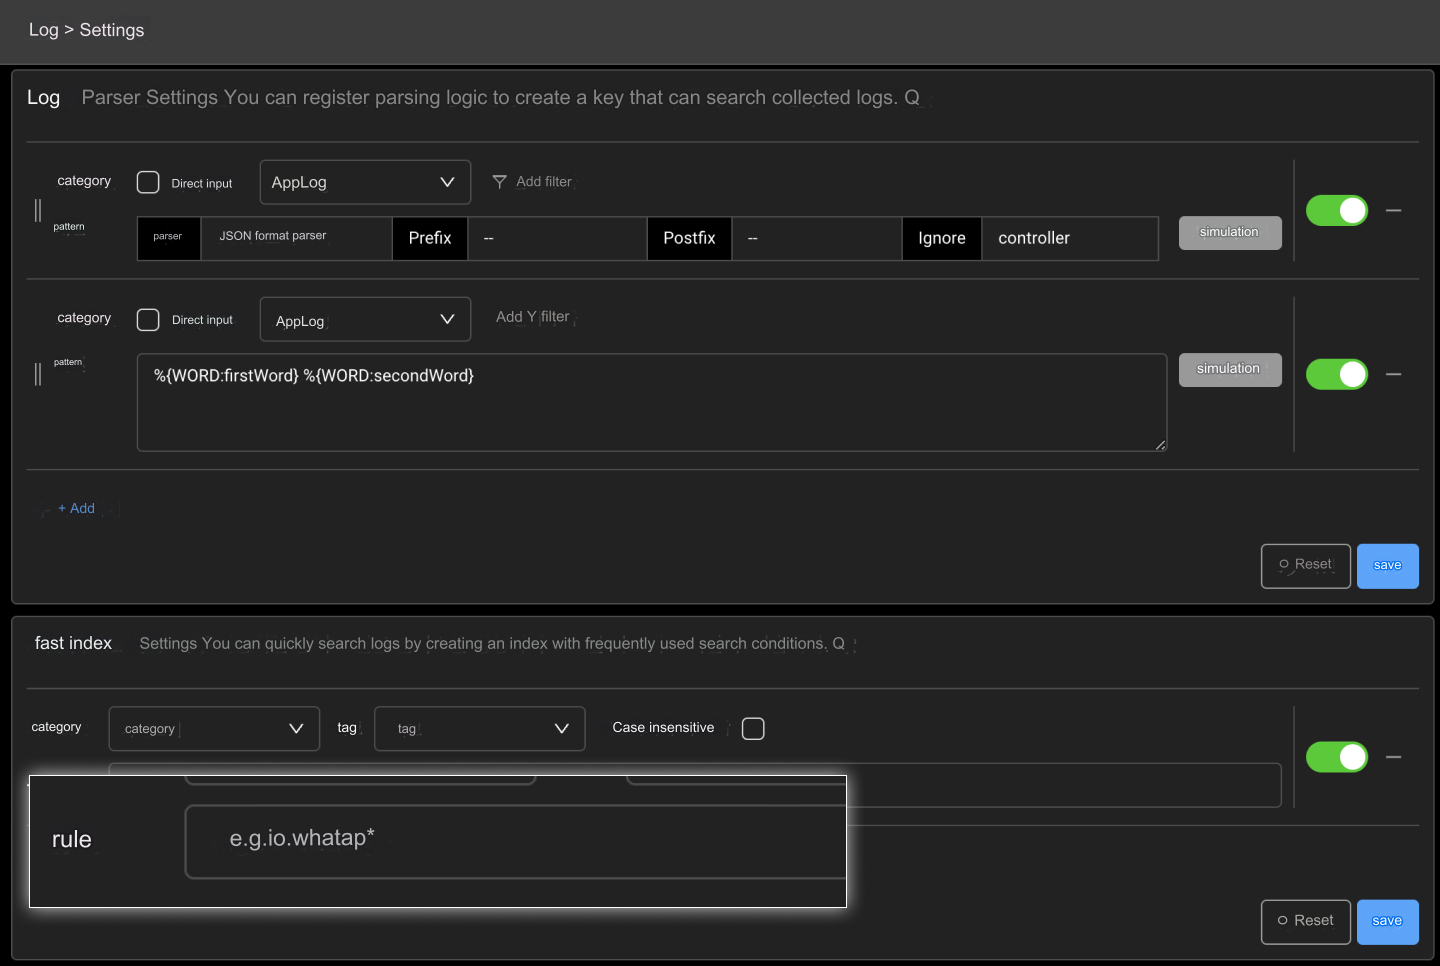 Log > Settings
Log Parser Settings You can register parsing logic to create a key that can search collected logs. Q
category Direct input AppLog Add filter
pattern parser JSON format parser Prefix -- Postfix -- Ignore controller simulation
category Direct input AppLog Add Y filter
pattern %{WORD:firstWord} %{WORD:secondWord} simulation
+ Add
Reset save
fast index Settings You can quickly search logs by creating an index with frequently used search conditions. Q
category category tag tag Case insensitive
rule e.g.io.whatap*
Reset save